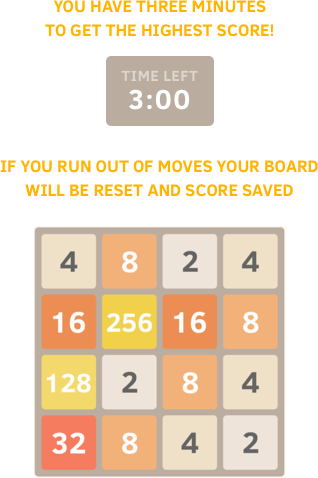 YOU HAVE THREE MINUTES
TO GET THE HIGHEST SCORE!
TIME LEFT
3:00
IF YOU RUN OUT OF MOVES YOUR BOARD
WILL BE RESET AND SCORE SAVED
4 8 2 4
16 256 16 8
128 2 8 4
32 8 4 2